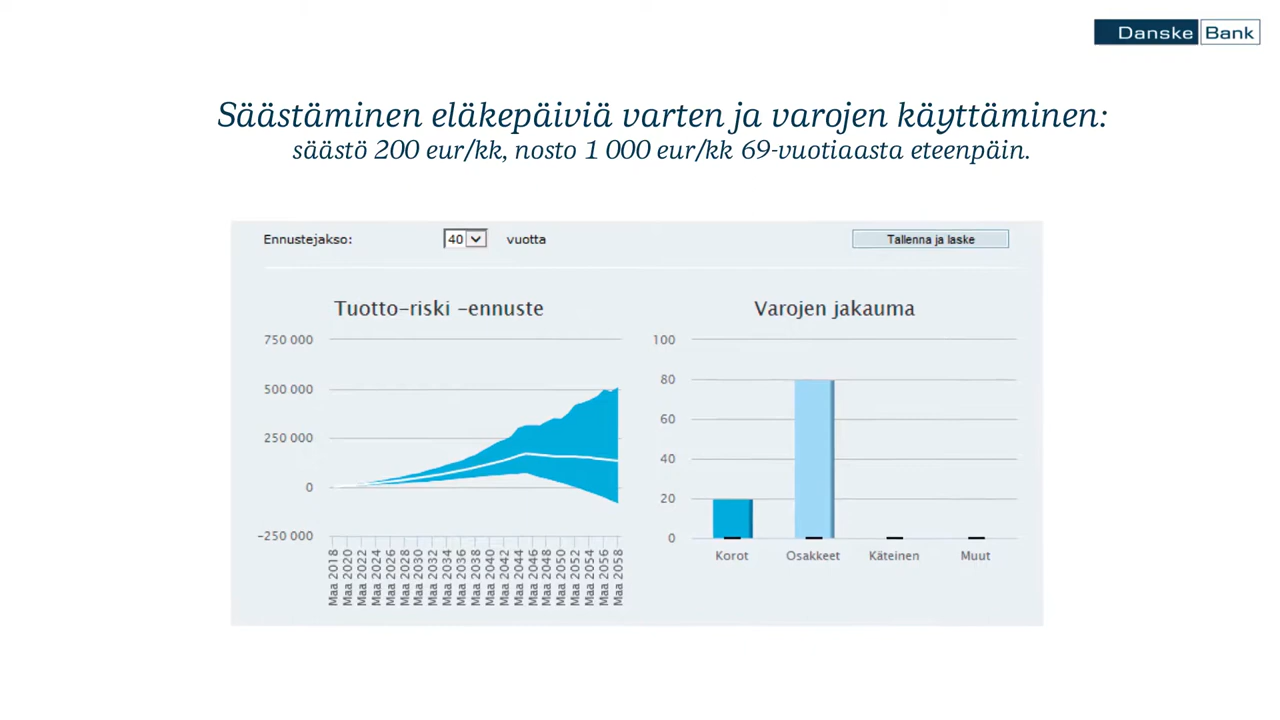 Danske Bank
Säästäminen eläkepäiviä varten ja varojen käyttäminen:
säästö 200 eur/kk, nosto 1 000 eur/kk 69-vuotiaasta eteenpäin.
Ennustejakso: 40 vuotta
Tallenna ja laske
Tuotto-riski -ennuste
750 000
500 000
250 000
0
-250 000
Maa 2018
Maa 2020
Maa 2022
Maa 2024
Maa 2026
Maa 2028
Maa 2030
Maa 2032
Maa 2034
Maa 2036
Maa 2038
Maa 2040
Maa 2042
Maa 2044
Maa 2046
Maa 2048
Maa 2050
Maa 2052
Maa 2054
Maa 2056
Maa 2058
Varojen jakauma
100
80
60
40
20
0
Korot
Osakkeet
Käteinen
Muut